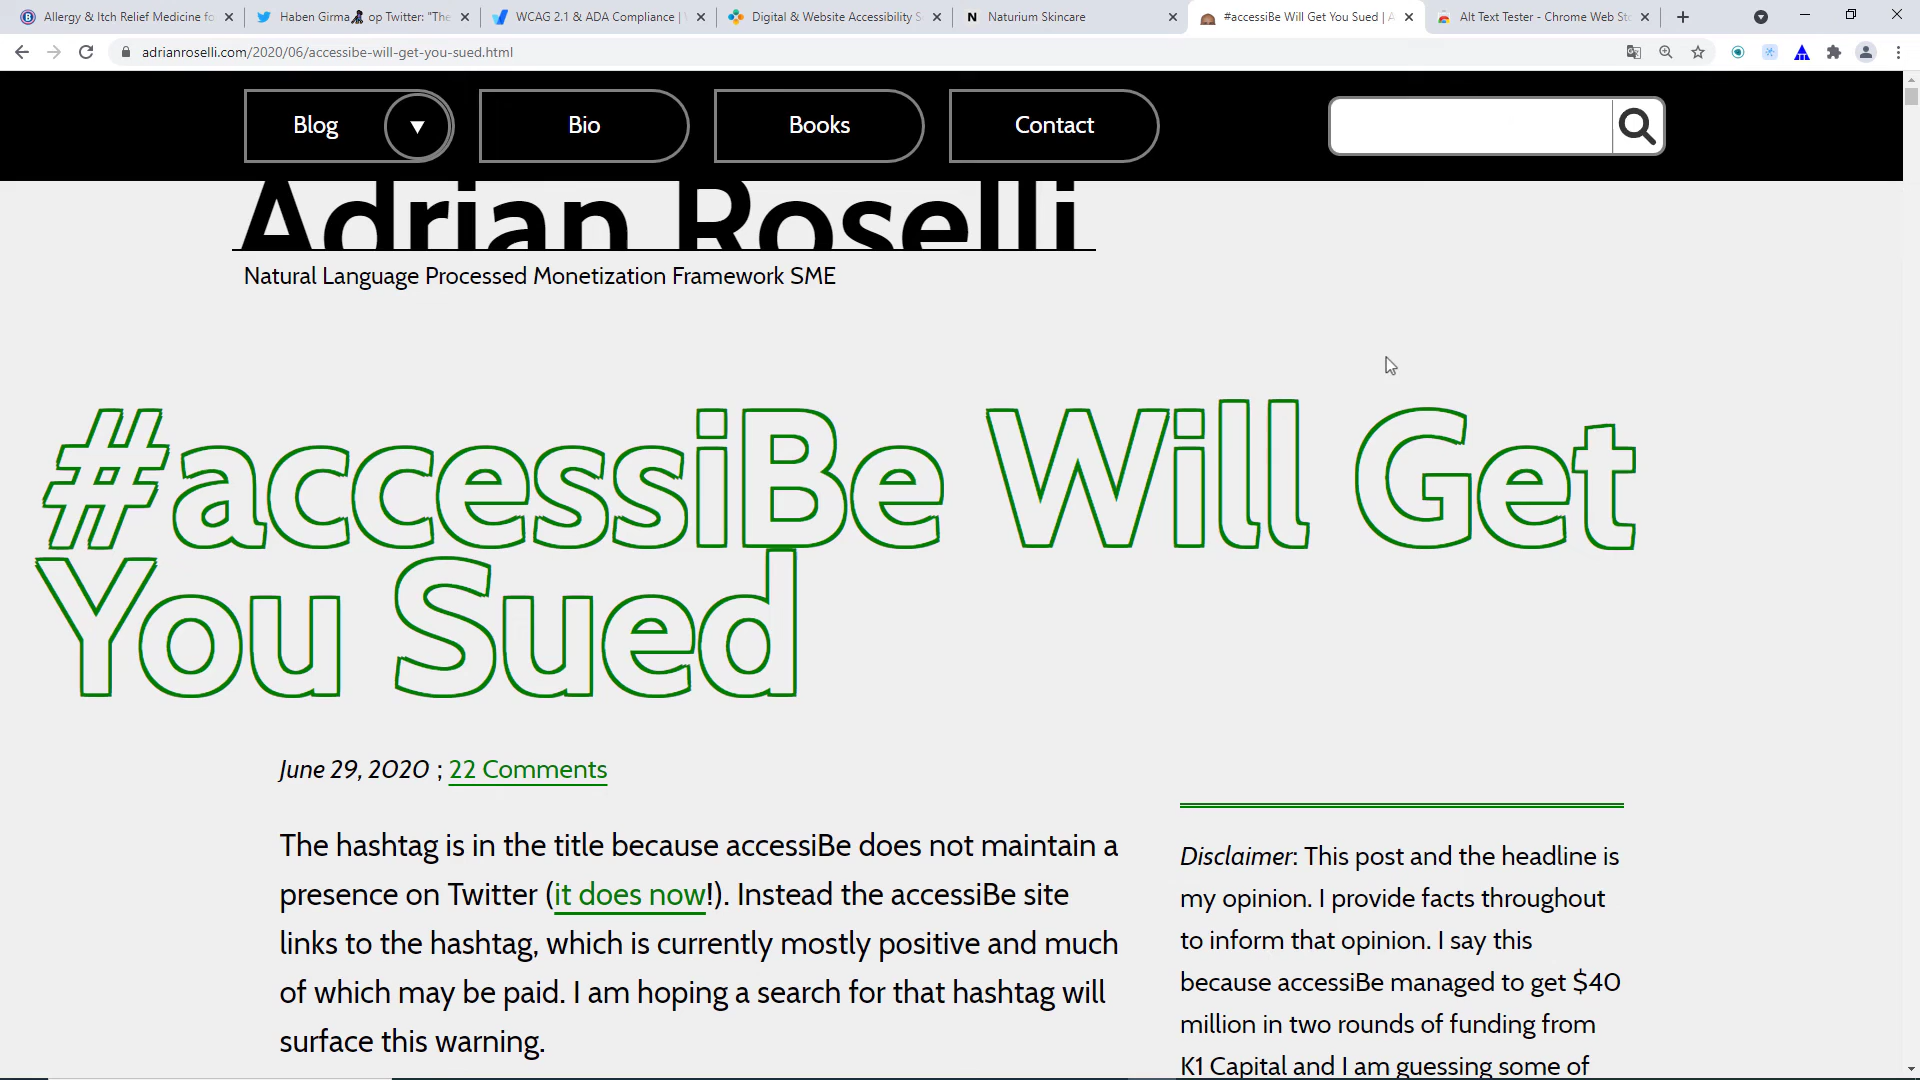 Allergy & Itch Relief Medicine fo
Haben Girma op Twitter: "The
WCAG 2.1 & ADA Compliance |
Digital & Website Accessibility S
N Naturium Skincare
#accessiBe Will Get You Sued | A
Alt Text Tester - Chrome Web Sto
adrianroselli.com/2020/06/accessibe-will-get-you-sued.html
Blog ▼ Bio Books Contact
Adrian Roselli
Natural Language Processed Monetization Framework SME
#accessiBe Will Get
You Sued
June 29, 2020 ; 22 Comments
The hashtag is in the title because accessiBe does not maintain a
presence on Twitter (it does now!). Instead the accessiBe site
links to the hashtag, which is currently mostly positive and much
of which may be paid. I am hoping a search for that hashtag will
surface this warning.
Disclaimer: This post and the headline is
my opinion. I provide facts throughout
to inform that opinion. I say this
because accessiBe managed to get $40
million in two rounds of funding from
K1 Capital and I am guessing some of